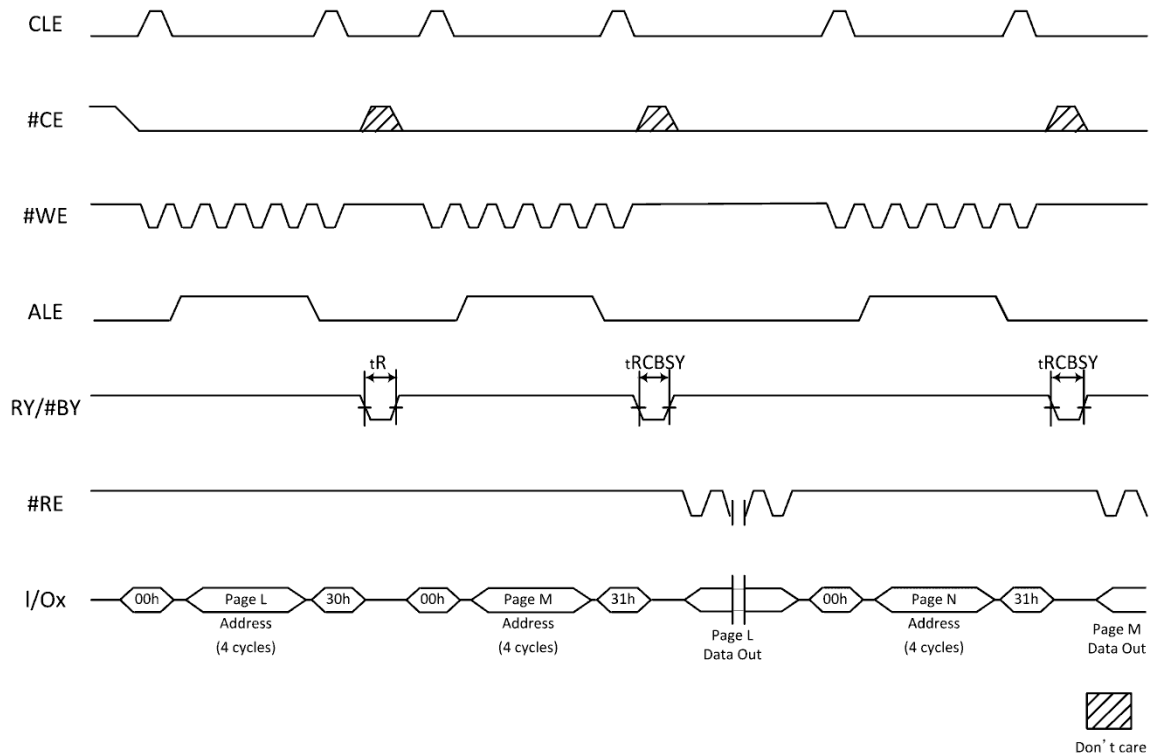 CLE
#CE
#WE
ALE
tR
tRCBSY
tRCBSY
RY/#BY
#RE
I/Ox
00h
Page L
30h
00h
Page M
31h
00h
Page N
31h
Address
(4 cycles)
Address
(4 cycles)
Page L
Data Out
Address
(4 cycles)
Page M
Data Out
Don't care